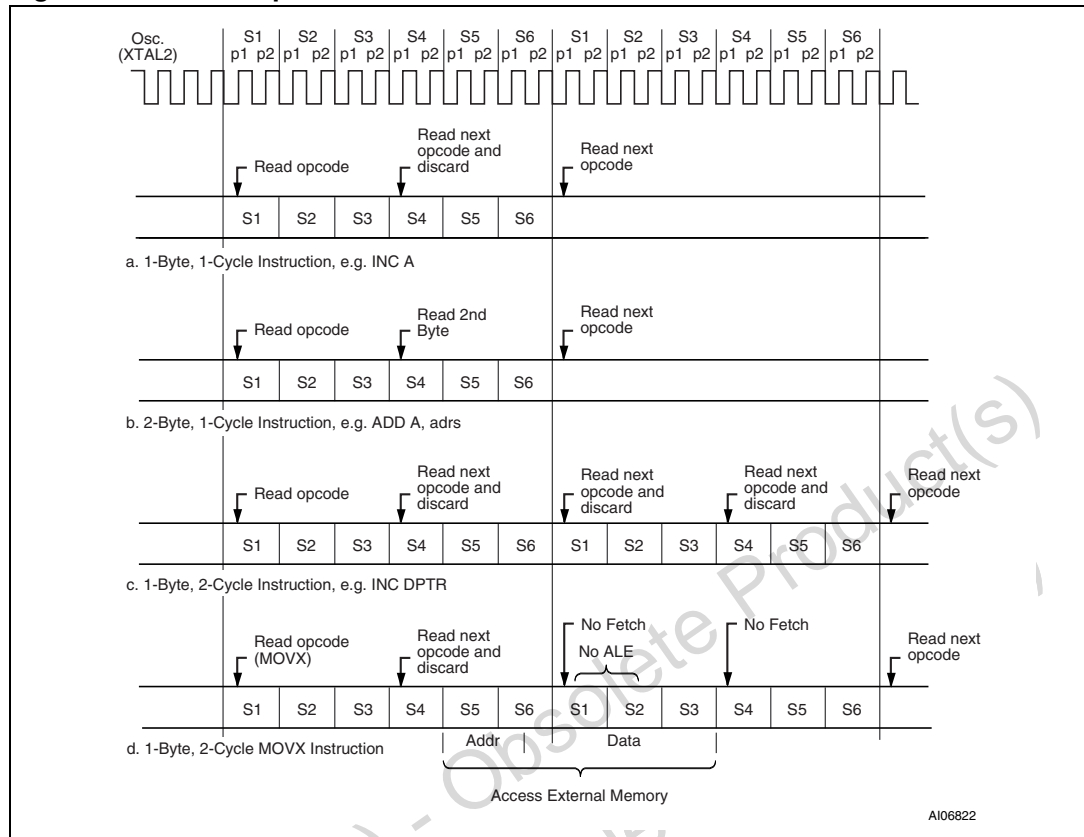 Osc.
(XTAL2)
S1 S2 S3 S4 S5 S6 S1 S2 S3 S4 S5 S6
p1 p2 p1 p2 p1 p2 p1 p2 p1 p2 p1 p2 p1 p2 p1 p2 p1 p2 p1 p2 p1 p2 p1 p2
Read opcode
Read next
opcode and
discard
Read next
opcode
S1 S2 S3 S4 S5 S6
a. 1-Byte, 1-Cycle Instruction, e.g. INC A
Read opcode
Read 2nd
Byte
Read next
opcode
S1 S2 S3 S4 S5 S6
b. 2-Byte, 1-Cycle Instruction, e.g. ADD A, adrs
Read opcode
Read next
opcode and
discard
Read next
opcode and
discard
Read next
opcode and
discard
Read next
opcode
S1 S2 S3 S4 S5 S6 S1 S2 S3 S4 S5 S6
c. 1-Byte, 2-Cycle Instruction, e.g. INC DPTR
Read opcode
(MOVX)
Read next
opcode and
discard
No Fetch
No ALE
No Fetch
Read next
opcode
S1 S2 S3 S4 S5 S6 S1 S2 S3 S4 S5 S6
d. 1-Byte, 2-Cycle MOVX Instruction
Addr
Data
Access External Memory
AI06822
- Obsolete Product(s)